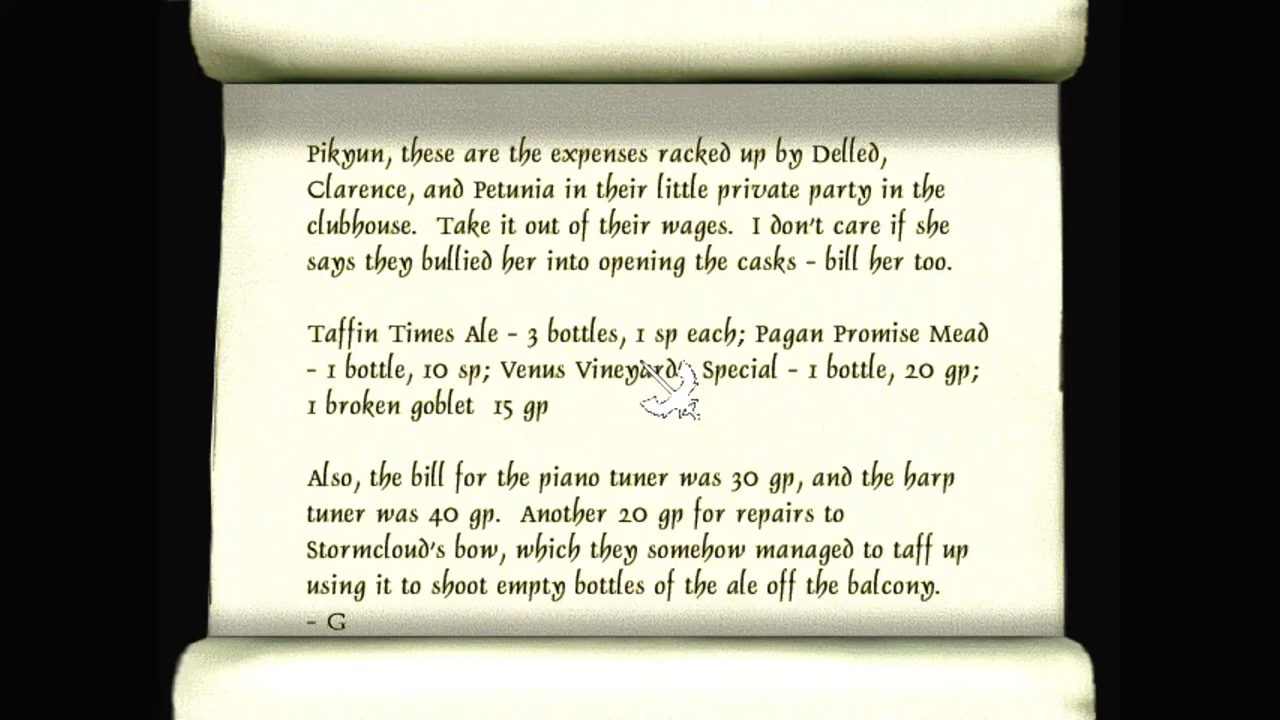 Pikyun, these are the expenses racked up by Delled,
Clarence, and Petunia in their little private party in the
clubhouse.  Take it out of their wages.  I don't care if she
says they bullied her into opening the casks - bill her too.
Taffin Times Ale - 3 bottles, 1 sp each; Pagan Promise Mead
- 1 bottle, 10 sp; Venus Vineyard's Special - 1 bottle, 20 gp;
1 broken goblet  15 gp
Also, the bill for the piano tuner was 30 gp, and the harp
tuner was 40 gp.  Another 20 gp for repairs to
Stormcloud's bow, which they somehow managed to taff up
using it to shoot empty bottles of the ale off the balcony.
- G